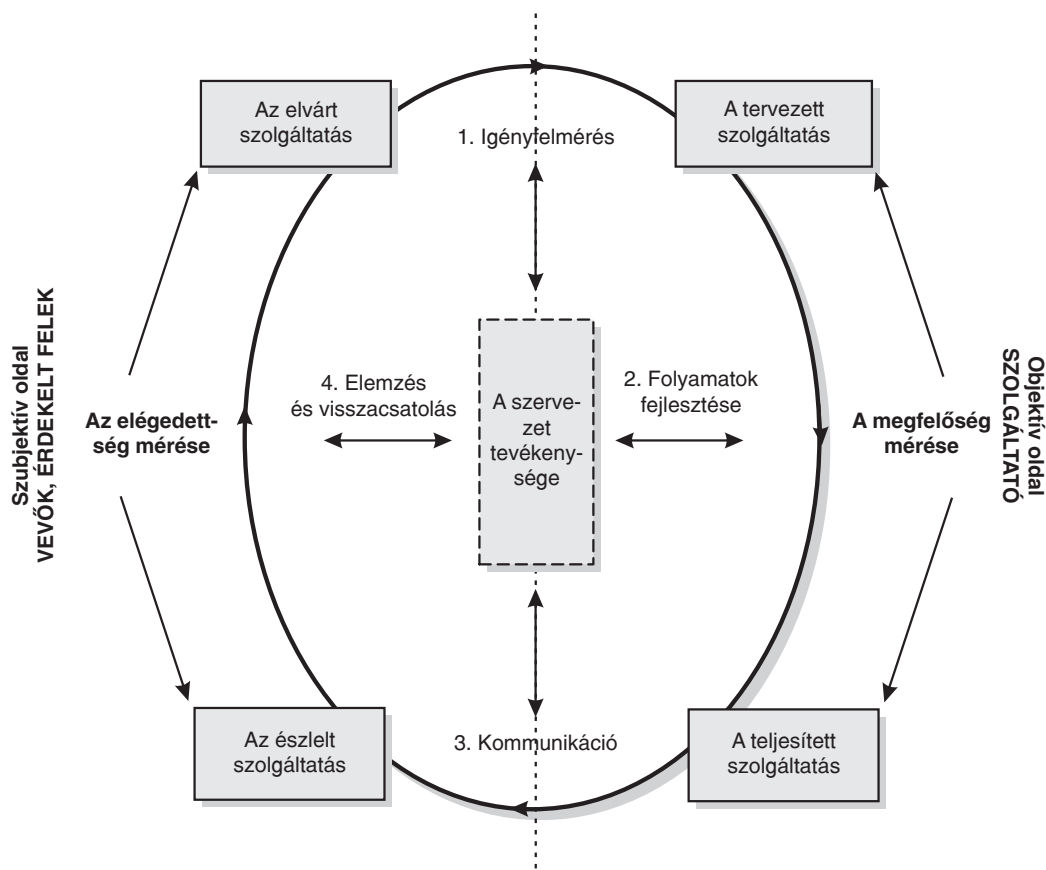 Az elvárt
szolgáltatás
A tervezett
szolgáltatás
1. Igényfelmérés
Szubjektív oldal
VEVŐK, ÉRDEKELT FELEK
Az elégedett-
ség mérése
4. Elemzés
és visszacsatolás
A szerve-
zet
tevékeny-
sége
2. Folyamatok
fejlesztése
A megfelőség
mérése
Objektív oldal
SZOLGÁLTATÓ
Az észlelt
szolgáltatás
3. Kommunikáció
A teljesített
szolgáltatás